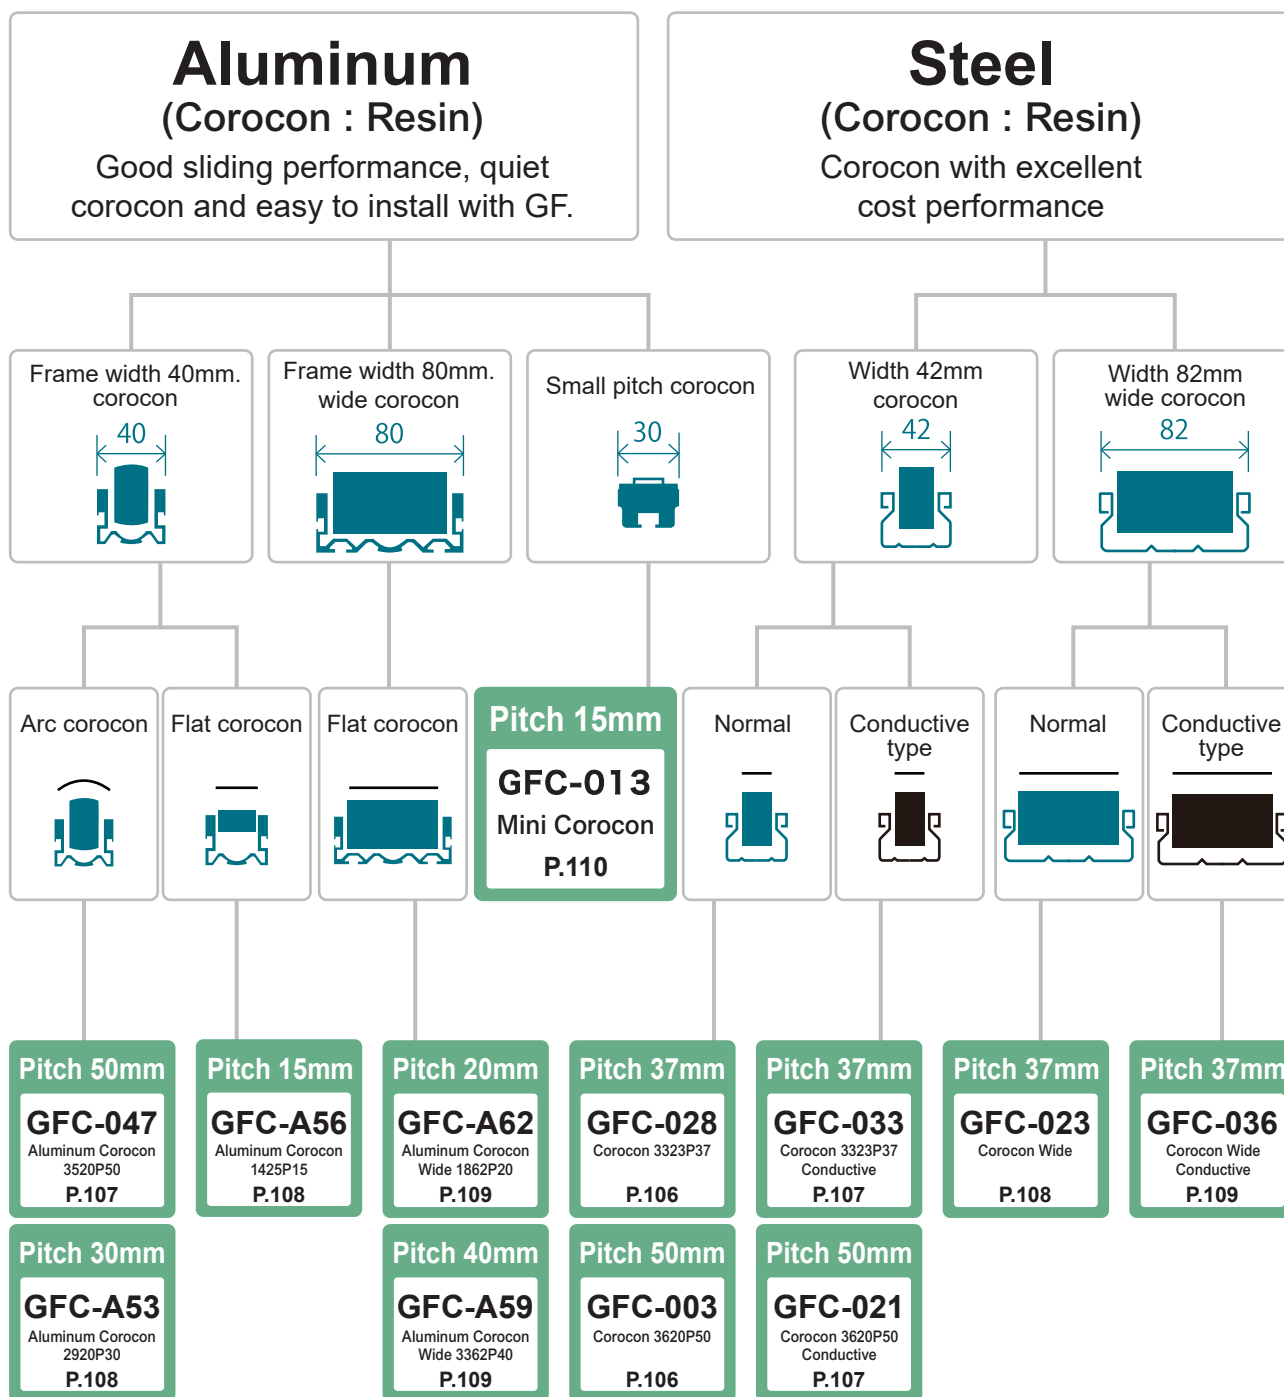 Aluminum
(Corocon : Resin)
Good sliding performance, quiet
corocon and easy to install with GF.
Steel
(Corocon : Resin)
Corocon with excellent
cost performance
Frame width 40mm.
corocon
40
Frame width 80mm.
wide corocon
80
Small pitch corocon
30
Width 42mm
corocon
42
Width 82mm
wide corocon
82
Arc corocon
Flat corocon
Flat corocon
Pitch 15mm
GFC-013
Mini Corocon
P.110
Normal
Conductive
type
Normal
Conductive
type
Pitch 50mm
GFC-047
Aluminum Corocon
3520P50
P.107
Pitch 15mm
GFC-A56
Aluminum Corocon
1425P15
P.108
Pitch 20mm
GFC-A62
Aluminum Corocon
Wide 1862P20
P.109
Pitch 37mm
GFC-028
Corocon 3323P37
P.106
Pitch 37mm
GFC-033
Corocon 3323P37
Conductive
P.107
Pitch 37mm
GFC-023
Corocon Wide
P.108
Pitch 37mm
GFC-036
Corocon Wide
Conductive
P.109
Pitch 30mm
GFC-A53
Aluminum Corocon
2920P30
P.108
Pitch 40mm
GFC-A59
Aluminum Corocon
Wide 3362P40
P.109
Pitch 50mm
GFC-003
Corocon 3620P50
P.106
Pitch 50mm
GFC-021
Corocon 3620P50
Conductive
P.107